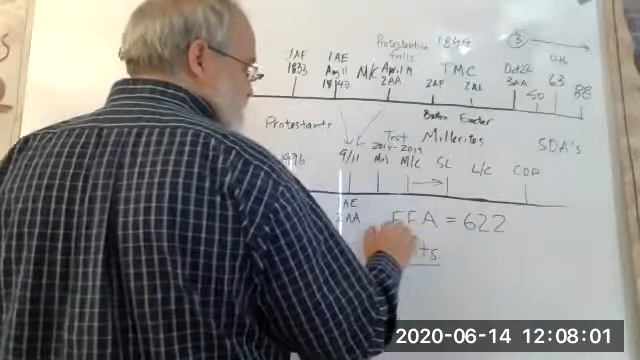 Protestantism 1844 ③
1AF 1AE falls
1833 Aug 11 M/C April 19 TMC Oct 22 63 88
1840 2AA 2AF 2AL 3AA 50
Boston Exeter
Protestants Test Millerites SDA's
1996 9/11 2014-2019 M/C SL L/C COP
1AE
2AA
FFA = 622
2020-06-14 12:08:01